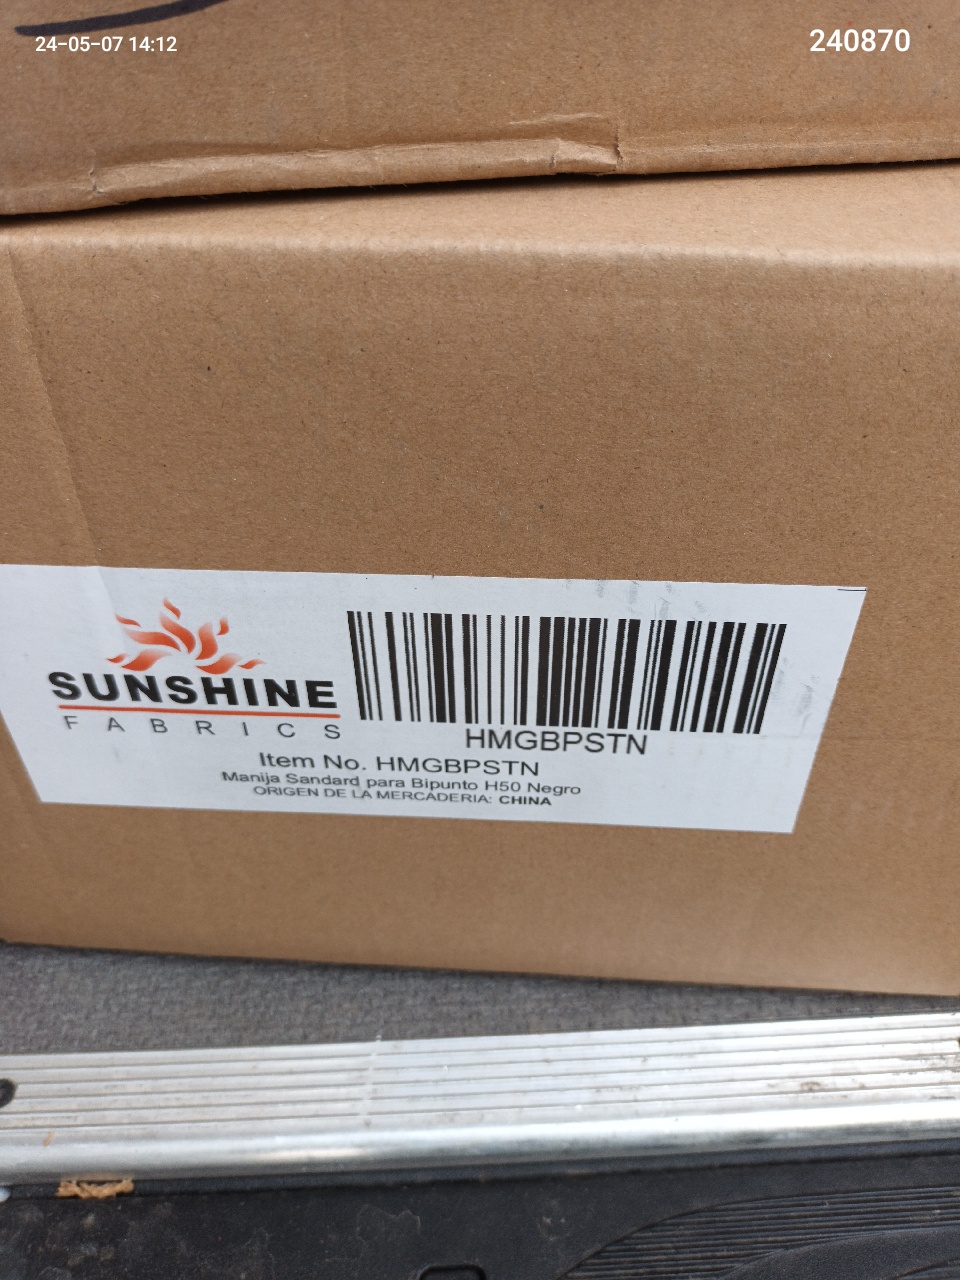 24-05-07 14:12
240870
SUNSHINE
FABRICS
HMGBPSTN
Item No. HMGBPSTN
Manija Sandard para Bipunto H50 Negro
ORIGEN DE LA MERCADERIA: CHINA